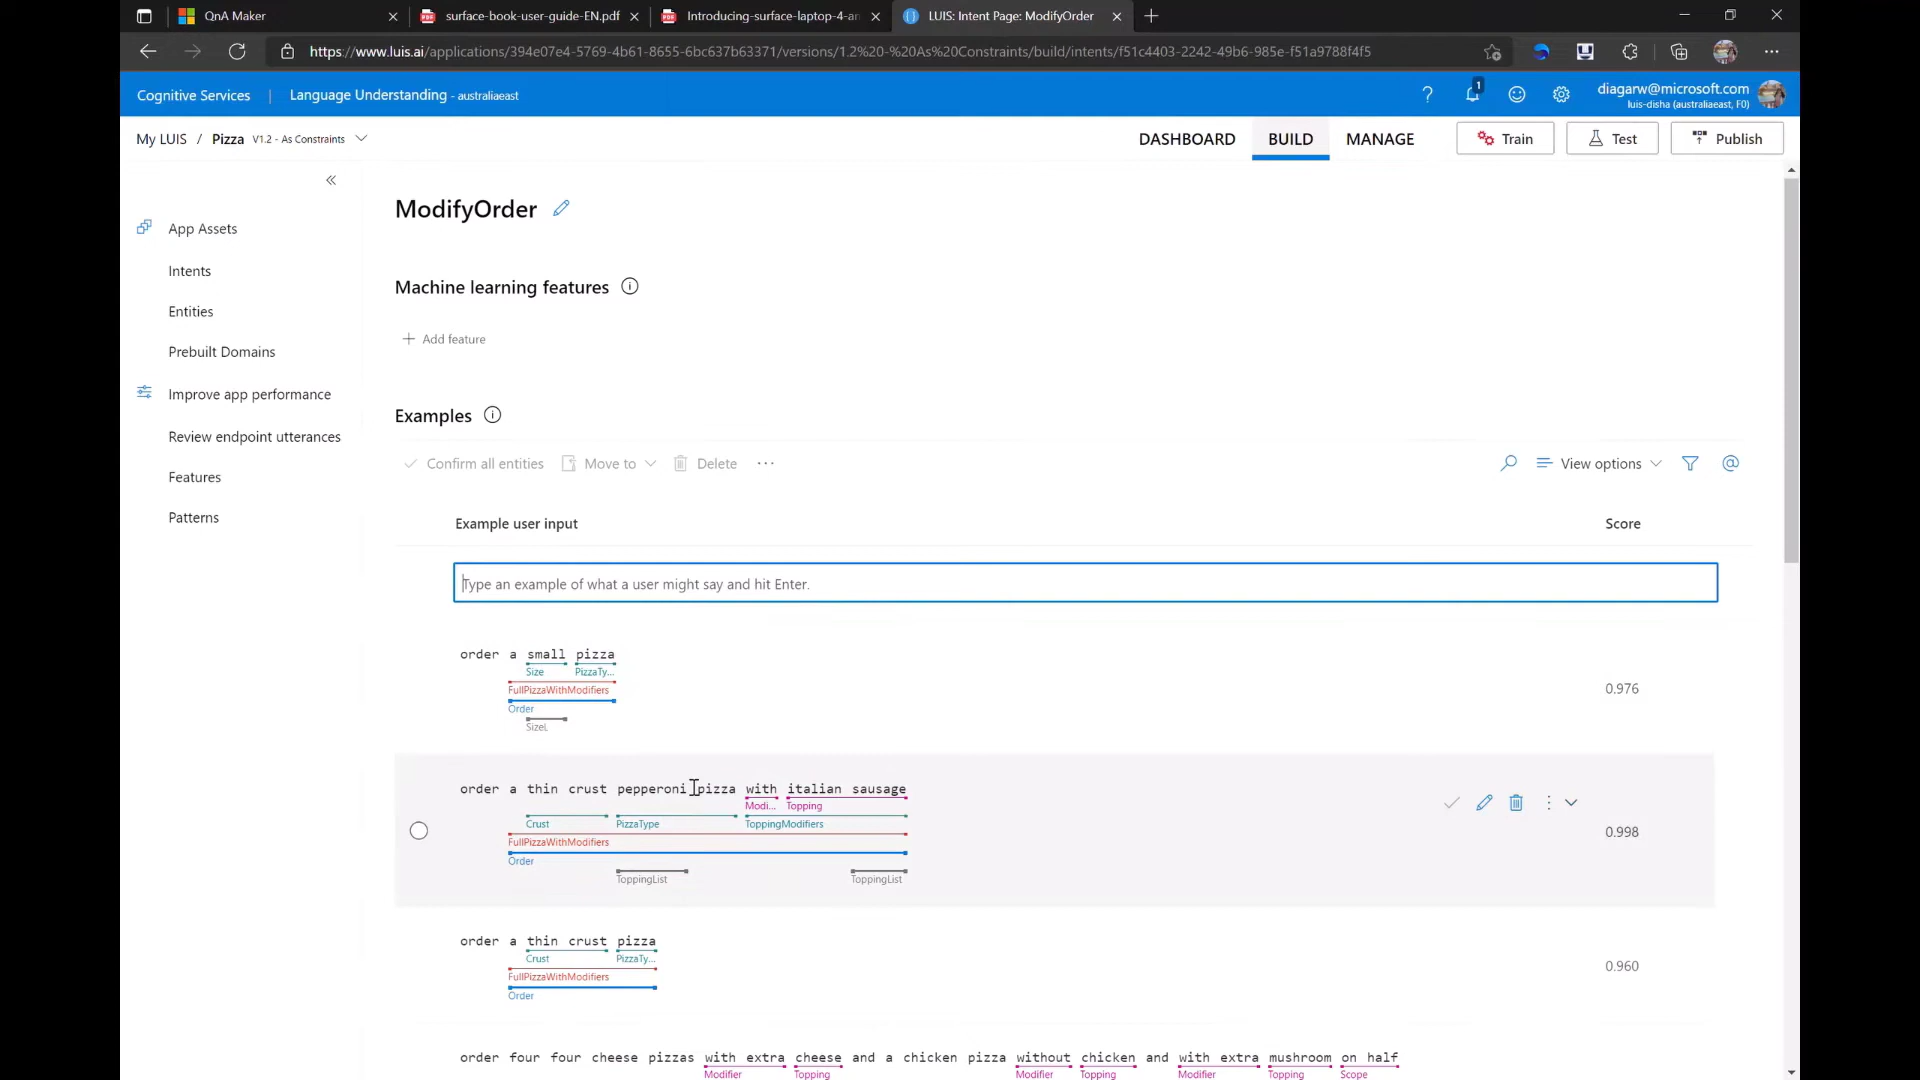 QnA Maker
surface-book-user-guide-EN.pdf
Introducing-surface-laptop-4-an
LUIS: Intent Page: ModifyOrder
https://www.luis.ai/applications/394e07e4-5769-4b61-8655-6bc637b63371/versions/1.2%20-%20As%20Constraints/build/intents/f51c4403-2242-49b6-985e-f51a9788f4f5
Cognitive Services | Language Understanding - australiaeast
1
diagarw@microsoft.com
luis-disha (australiaeast, F0)
My LUIS / Pizza V1.2 - As Constraints
DASHBOARD BUILD MANAGE Train Test Publish
App Assets
Intents
Entities
Prebuilt Domains
Improve app performance
Review endpoint utterances
Features
Patterns
ModifyOrder
Machine learning features
Add feature
Examples
Confirm all entities Move to Delete
View options
Example user input Score
Type an example of what a user might say and hit Enter.
order a small pizza
Size PizzaTy...
FullPizzaWithModifiers
Order
SizeL
0.976
order a thin crust pepperoni pizza with italian sausage
Modi... Topping
Crust PizzaType ToppingModifiers
FullPizzaWithModifiers
Order
ToppingList ToppingList
0.998
order a thin crust pizza
Crust PizzaTy...
FullPizzaWithModifiers
Order
0.960
order four four cheese pizzas with extra cheese and a chicken pizza without chicken and with extra mushroom on half
Modifier Topping Modifier Topping Modifier Topping Scope